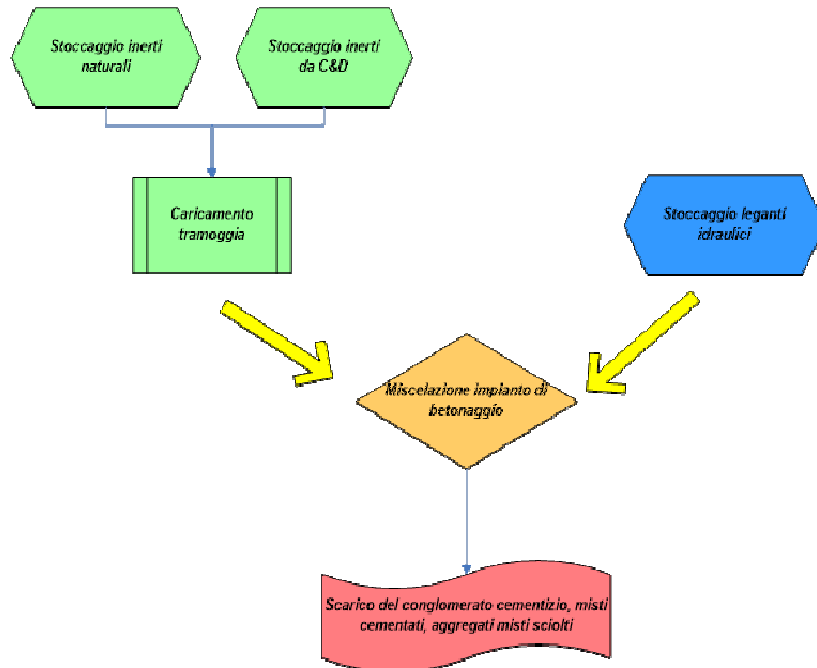 Stoccaggio inerti
naturali
Stoccaggio inerti
da C&D
Caricamento
tramoggia
Stoccaggio leganti
idraulici
Miscelazione impianto di
betonaggio
Scarico del conglomerato cementizio, misti
cementati, aggregati misti sciolti